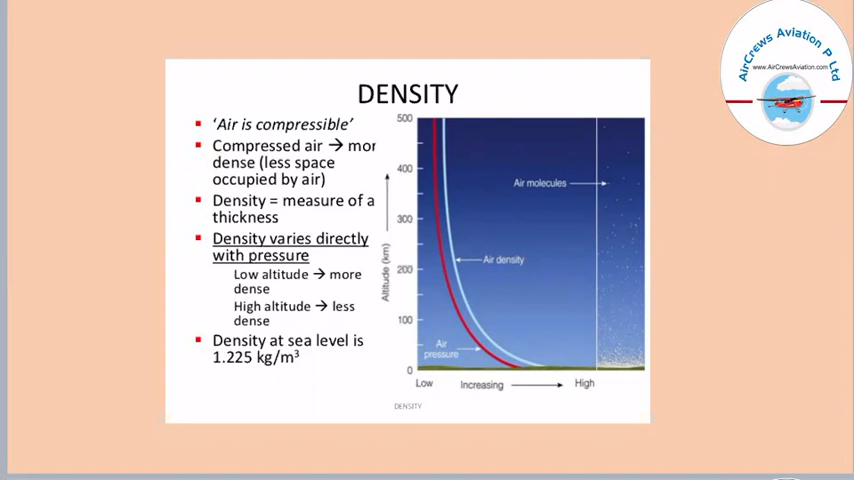 AirCrews Aviation P Ltd
www.AirCrewsAviation.com
DENSITY
▪ ‘Air is compressible’
▪ Compressed air → mor
dense (less space
occupied by air)
▪ Density = measure of a
thickness
▪ Density varies directly
with pressure
Low altitude → more
dense
High altitude → less
dense
▪ Density at sea level is
1.225 kg/m³
Altitude (km)
500
400
300
200
100
0
Air molecules
Air density
Air
pressure
Low Increasing High
DENSITY